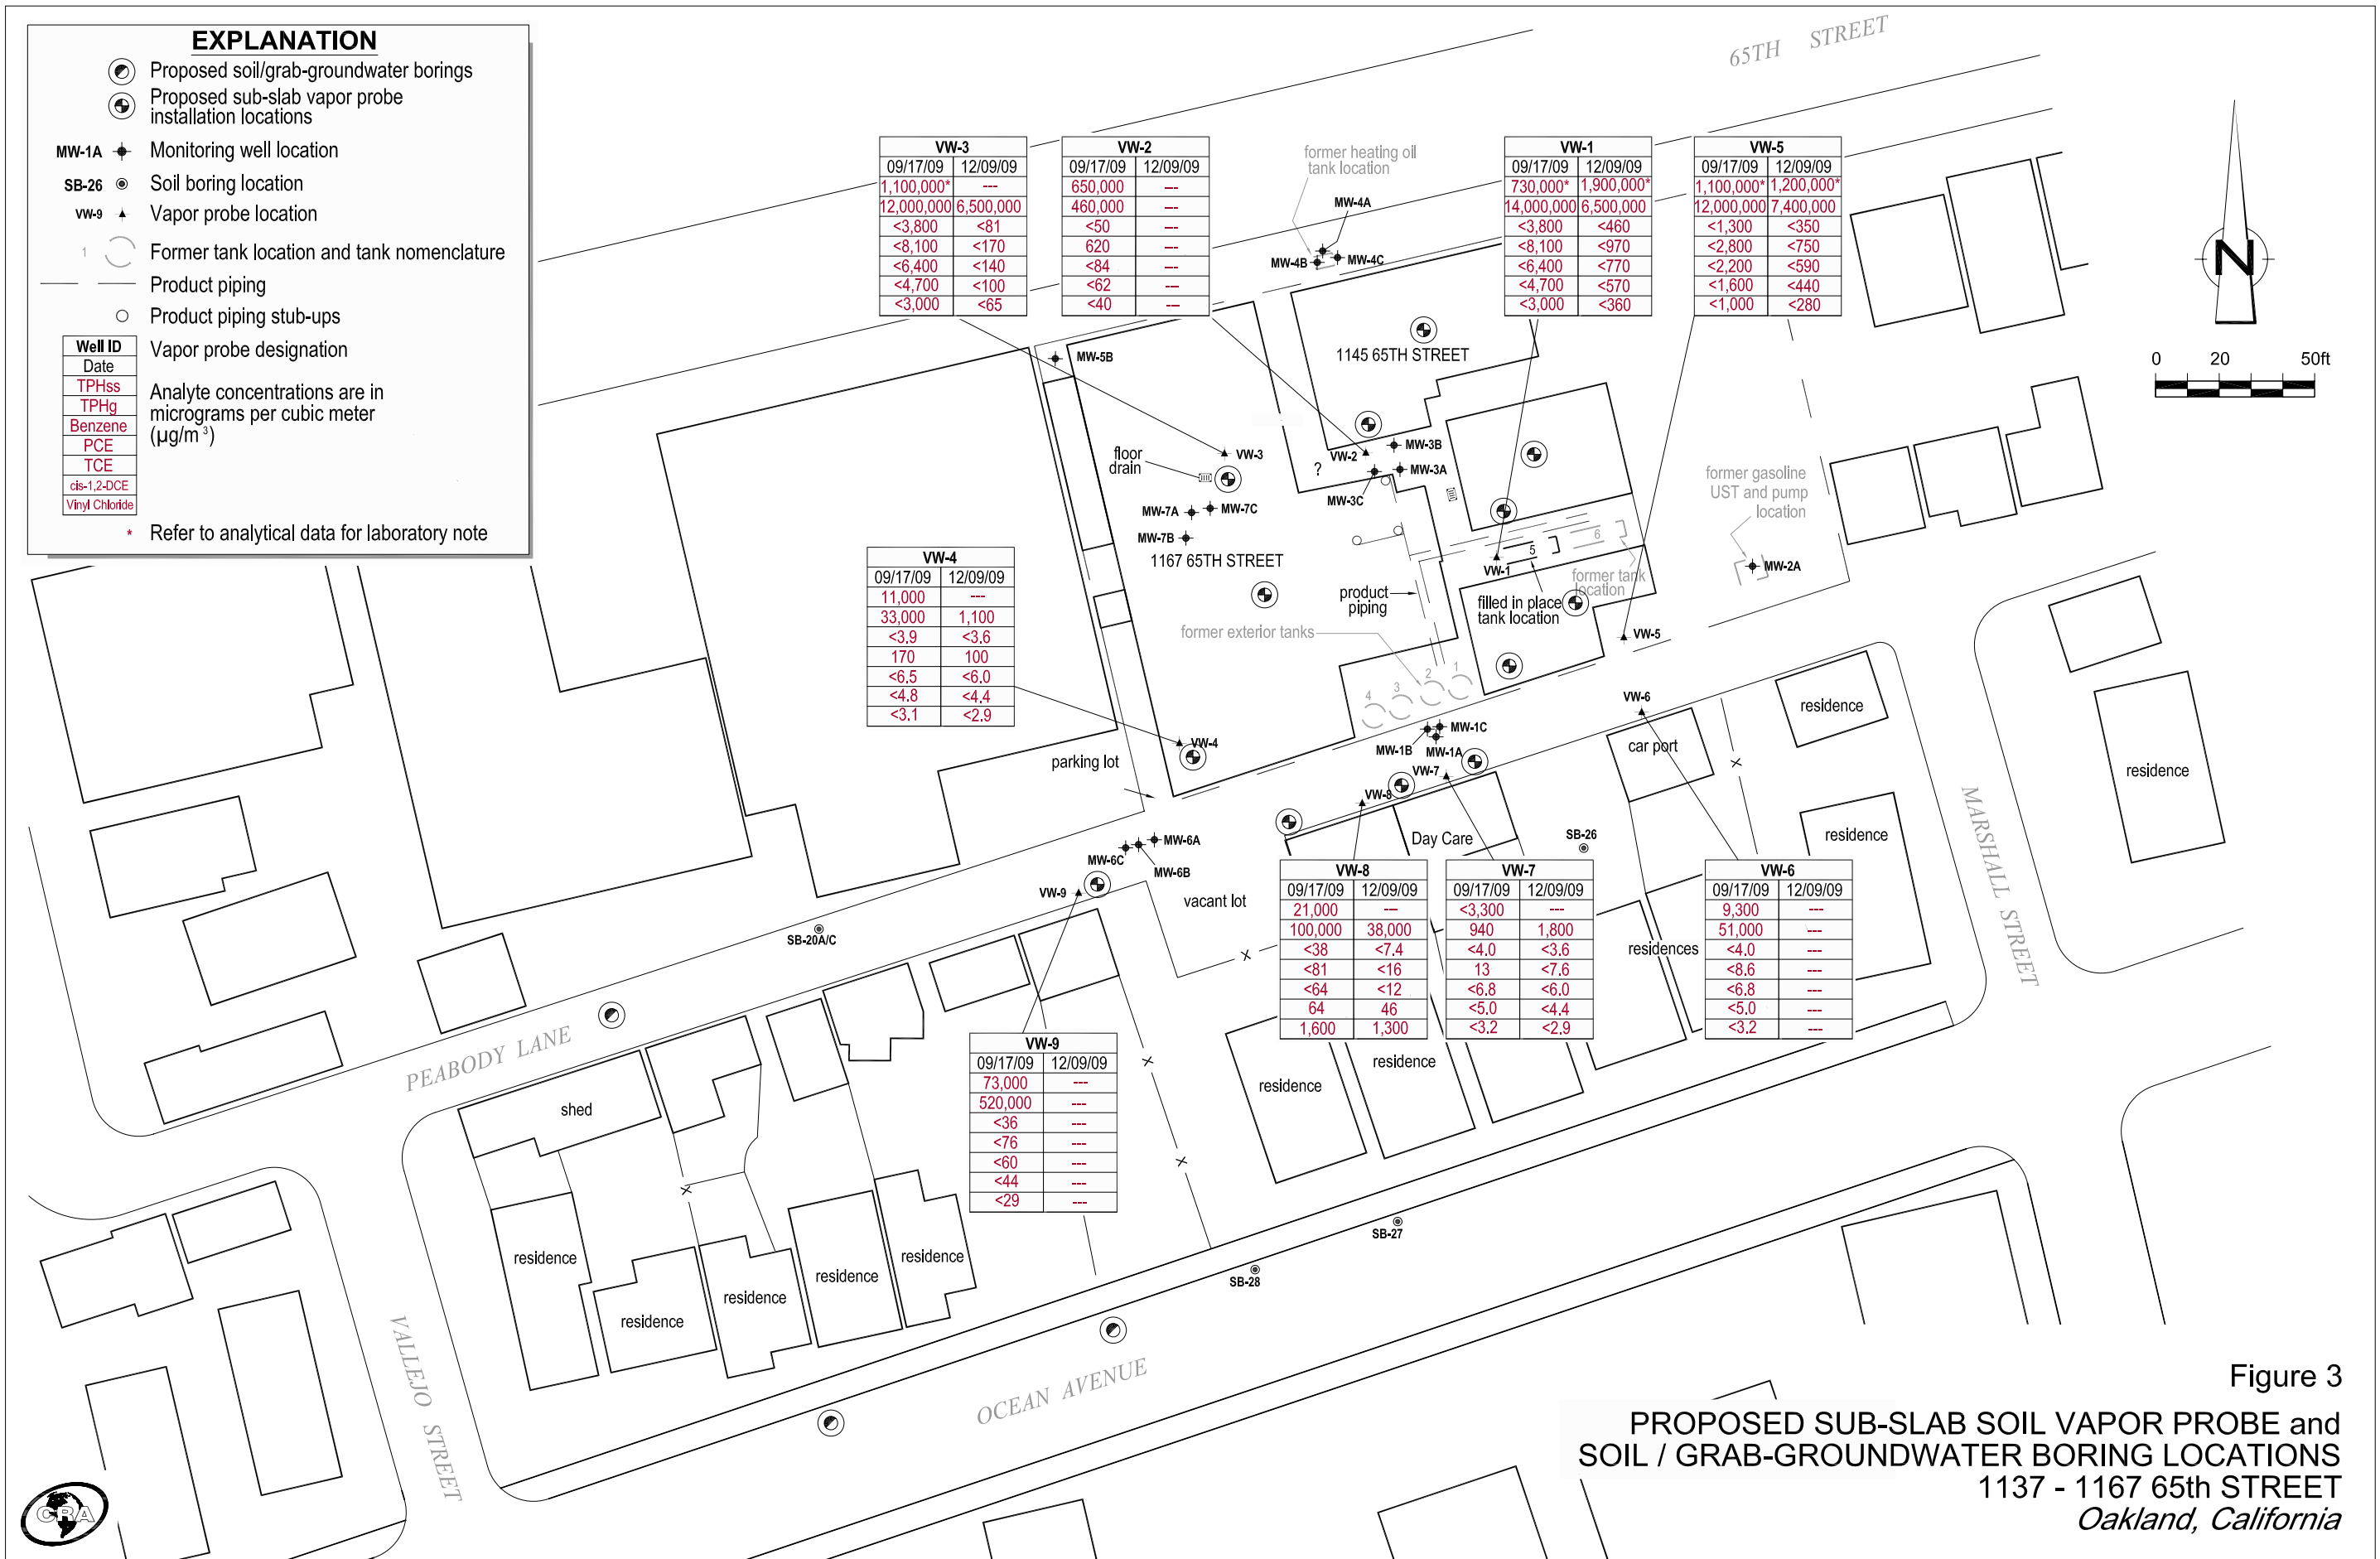 EXPLANATION
Proposed soil/grab-groundwater borings
Proposed sub-slab vapor probe
installation locations
MW-1A Monitoring well location
SB-26 Soil boring location
VW-9 Vapor probe location
1 Former tank location and tank nomenclature
Product piping
Product piping stub-ups
Well ID Vapor probe designation
Date
TPHss
TPHg
Benzene
PCE
TCE
cis-1,2-DCE
Vinyl Chloride
Analyte concentrations are in
micrograms per cubic meter
(µg/m³)
* Refer to analytical data for laboratory note
65TH STREET
N
0 20 50ft
VW-3
09/17/09 12/09/09
1,100,000* ---
12,000,000 6,500,000
<3,800 <81
<8,100 <170
<6,400 <140
<4,700 <100
<3,000 <65
VW-2
09/17/09 12/09/09
650,000 ---
460,000 ---
<50 ---
620 ---
<84 ---
<62 ---
<40 ---
former heating oil
tank location
MW-4A
MW-4B
MW-4C
VW-1
09/17/09 12/09/09
730,000* 1,900,000*
14,000,000 6,500,000
<3,800 <460
<8,100 <970
<6,400 <770
<4,700 <570
<3,000 <360
VW-5
09/17/09 12/09/09
1,100,000* 1,200,000*
12,000,000 7,400,000
<1,300 <350
<2,800 <750
<2,200 <590
<1,600 <440
<1,000 <280
MW-5B
1145 65TH STREET
floor
drain
VW-3
?
VW-2
MW-3B
MW-3A
MW-3C
MW-7A
MW-7C
MW-7B
1167 65TH STREET
former gasoline
UST and pump
location
MW-2A
5
6
VW-1
former tank
location
filled in place
tank location
product
piping
former exterior tanks
4
3
2
1
VW-5
VW-4
09/17/09 12/09/09
11,000 ---
33,000 1,100
<3.9 <3.6
170 100
<6.5 <6.0
<4.8 <4.4
<3.1 <2.9
VW-4
parking lot
MW-1C
MW-1B
MW-1A
VW-7
VW-8
VW-6
car port
x
residence
residence
residence
MARSHALL STREET
Day Care
SB-26
MW-6A
MW-6C
MW-6B
VW-9
vacant lot
x
SB-20A/C
VW-8
09/17/09 12/09/09
21,000 ---
100,000 38,000
<38 <7.4
<81 <16
<64 <12
64 46
1,600 1,300
VW-7
09/17/09 12/09/09
<3,300 ---
940 1,800
<4.0 <3.6
13 <7.6
<6.8 <6.0
<5.0 <4.4
<3.2 <2.9
residences
VW-6
09/17/09 12/09/09
9,300 ---
51,000 ---
<4.0 ---
<8.6 ---
<6.8 ---
<5.0 ---
<3.2 ---
VW-9
09/17/09 12/09/09
73,000 ---
520,000 ---
<36 ---
<76 ---
<60 ---
<44 ---
<29 ---
x
x
residence
residence
PEABODY LANE
shed
x
residence
residence
residence
residence
residence
SB-27
SB-28
VALLEJO STREET
OCEAN AVENUE
CRA
Figure 3
PROPOSED SUB-SLAB SOIL VAPOR PROBE and
SOIL / GRAB-GROUNDWATER BORING LOCATIONS
1137 - 1167 65th STREET
Oakland, California